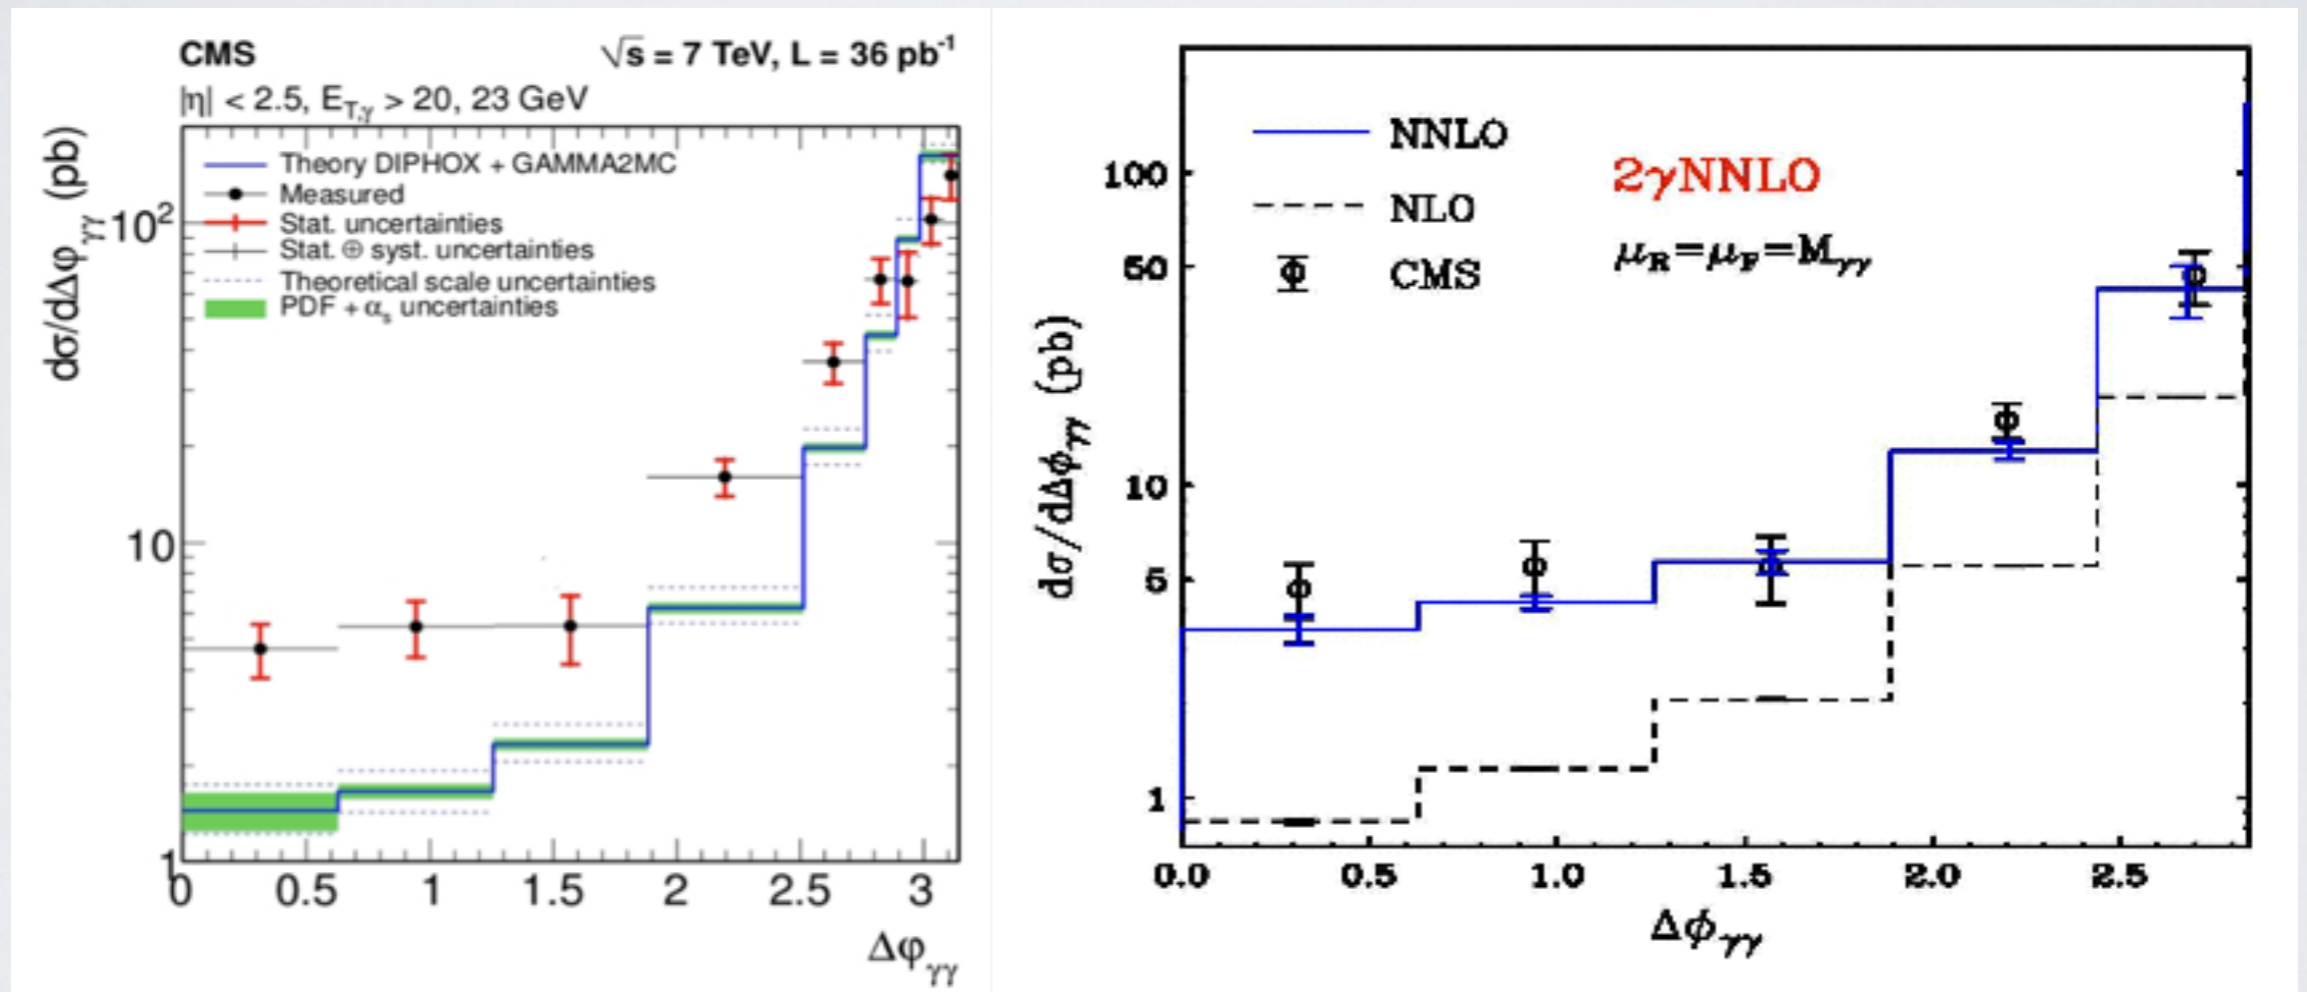 CMS √s = 7 TeV, L = 36 pb⁻¹
|η| < 2.5, E_T,γ > 20, 23 GeV
dσ/dΔφ_γγ (pb)
Theory DIPHOX + GAMMA2MC
Measured
Stat. uncertainties
Stat. ⊕ syst. uncertainties
Theoretical scale uncertainties
PDF + α_s uncertainties
10²
10
1
0 0.5 1 1.5 2 2.5 3
Δφ_γγ
dσ/dΔϕ_γγ (pb)
NNLO
NLO
CMS
2γNNLO
μ_R=μ_F=M_γγ
100
50
10
5
1
0.0 0.5 1.0 1.5 2.0 2.5
Δϕ_γγ